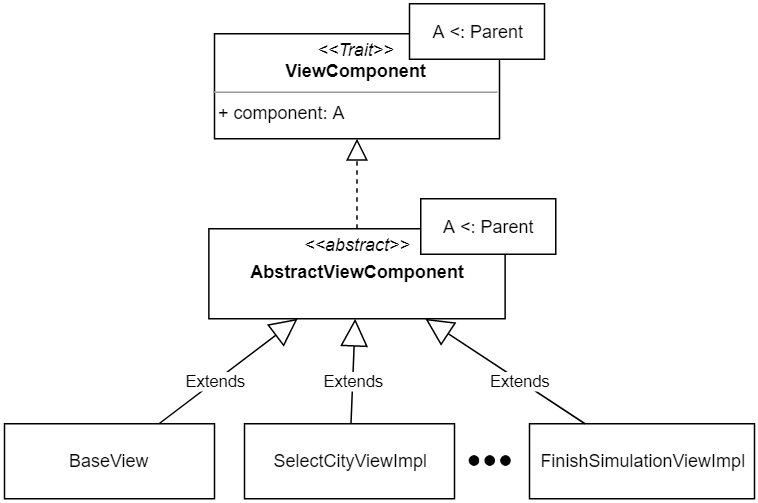 A <: Parent
<<Trait>>
ViewComponent
+ component: A
A <: Parent
<<abstract>>
AbstractViewComponent
Extends
Extends
Extends
BaseView
SelectCityViewImpl
FinishSimulationViewImpl